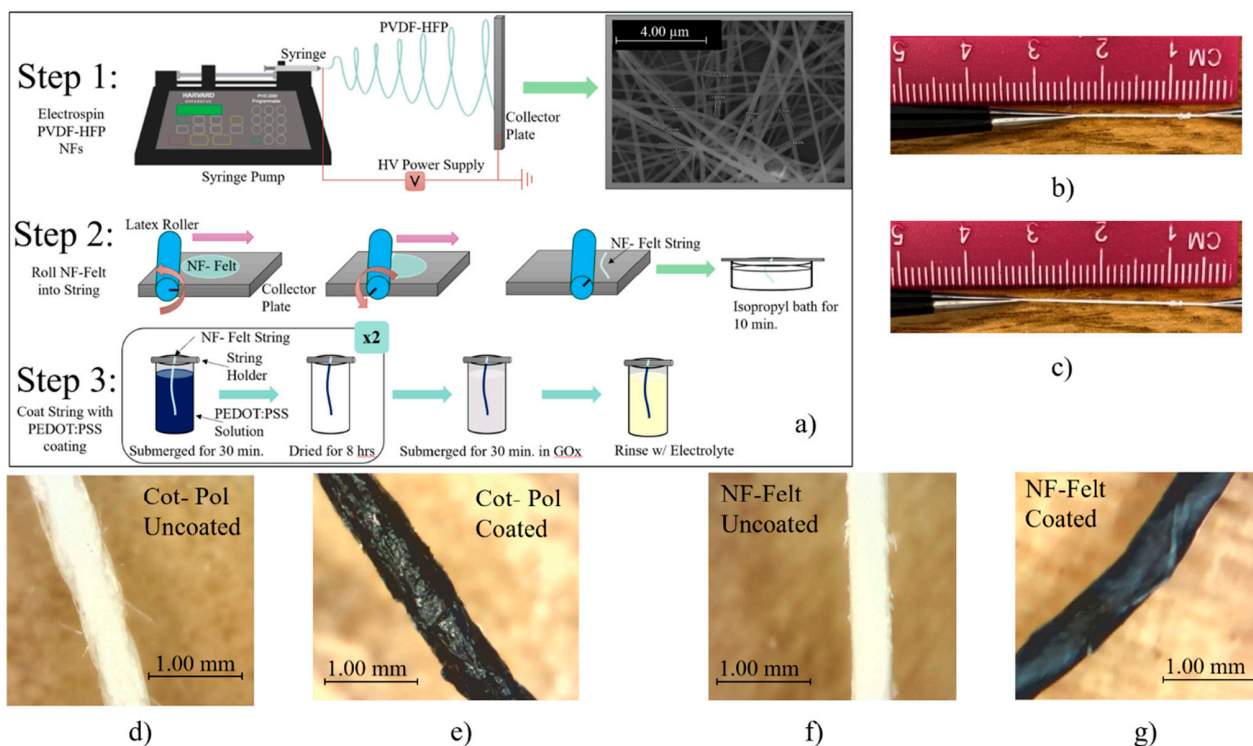 Step 1:
Electrospin
PVDF-HFP
NFs
HARVARD
APPARATUS
Programmable
Syringe
PVDF-HFP
Collector
Plate
HV Power Supply
V
Syringe Pump
4.00 µm
Step 2:
Roll NF-Felt
into String
Latex Roller
NF- Felt
Collector
Plate
NF- Felt String
Isopropyl bath for
10 min.
Step 3:
Coat String with
PEDOT:PSS
coating
NF- Felt String
String
Holder
PEDOT:PSS
Solution
x2
Submerged for 30 min.
Dried for 8 hrs
Submerged for 30 min. in GOx
Rinse w/ Electrolyte
a)
5 4 3 2 1 CM
b)
5 4 3 2 1 CM
c)
Cot- Pol
Uncoated
1.00 mm
d)
Cot- Pol
Coated
1.00 mm
e)
NF-Felt
Uncoated
1.00 mm
f)
NF-Felt
Coated
1.00 mm
g)